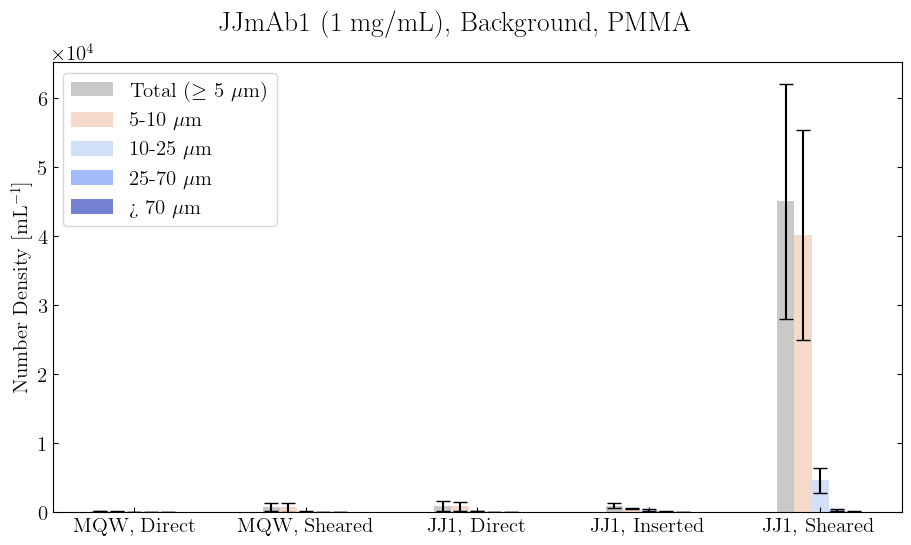 JJmAb1 (1 mg/mL), Background, PMMA
×10⁴
Total (≥ 5 μm)
5-10 μm
10-25 μm
25-70 μm
¿ 70 μm
Number Density [mL⁻¹]
6
5
4
3
2
1
0
MQW, Direct
MQW, Sheared
JJ1, Direct
JJ1, Inserted
JJ1, Sheared